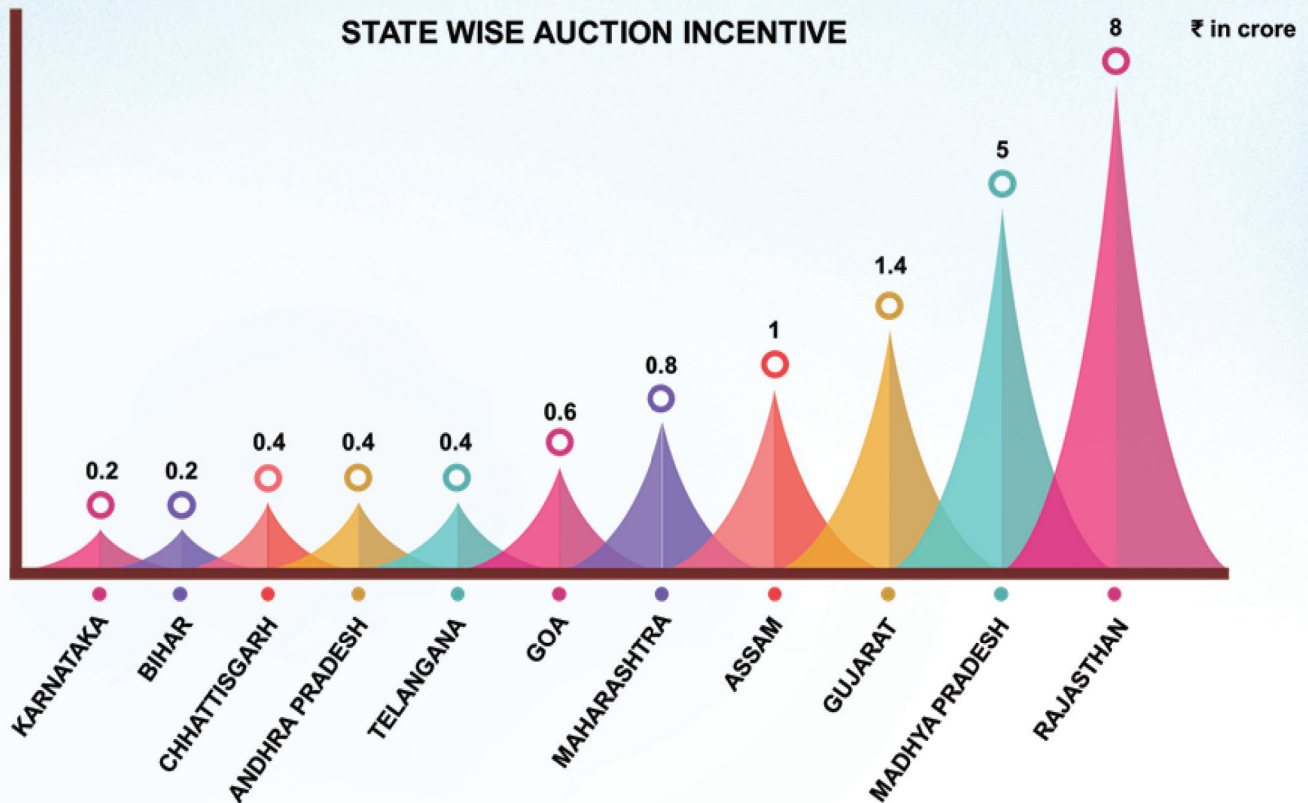 STATE WISE AUCTION INCENTIVE
₹ in crore
0.2
0.2
0.4
0.4
0.4
0.6
0.8
1
1.4
5
8
KARNATAKA
BIHAR
CHHATTISGARH
ANDHRA PRADESH
TELANGANA
GOA
MAHARASHTRA
ASSAM
GUJARAT
MADHYA PRADESH
RAJASTHAN